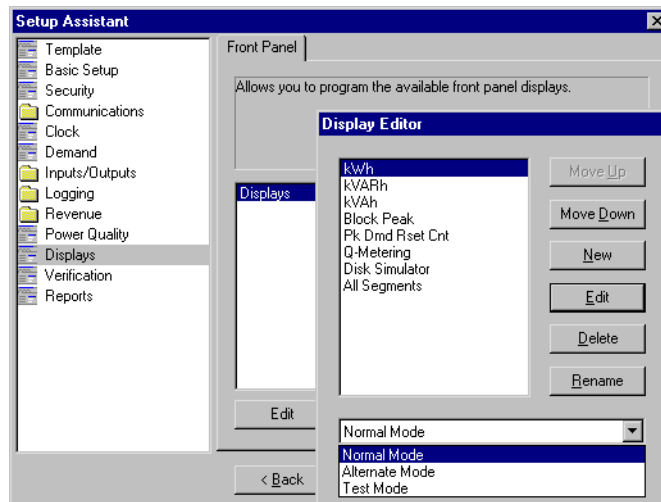 Setup Assistant
Template
Basic Setup
Security
Communications
Clock
Demand
Inputs/Outputs
Logging
Revenue
Power Quality
Displays
Verification
Reports
Front Panel
Allows you to program the available front panel displays.
Displays
Edit
< Back
Display Editor
kWh
kVARh
kVAh
Block Peak
Pk Dmd Rset Cnt
Q-Metering
Disk Simulator
All Segments
Move Up
Move Down
New
Edit
Delete
Rename
Normal Mode
Normal Mode
Alternate Mode
Test Mode